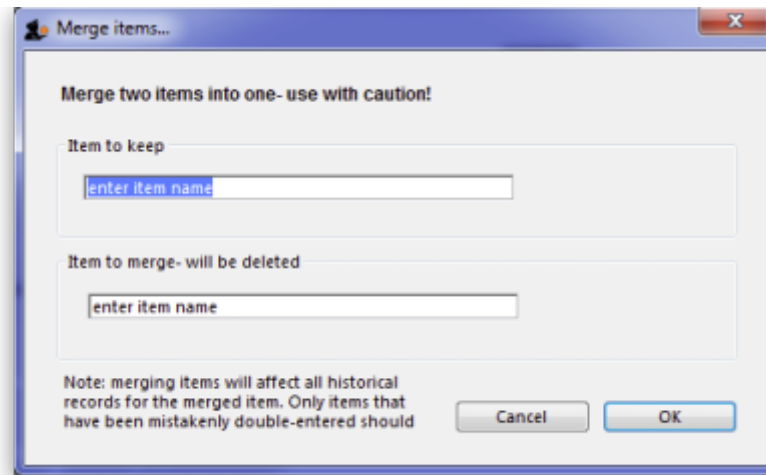 Merge items...
Merge two items into one- use with caution!
Item to keep
enter item name
Item to merge- will be deleted
enter item name
Note: merging items will affect all historical
records for the merged item. Only items that
have been mistakenly double-entered should
Cancel
OK